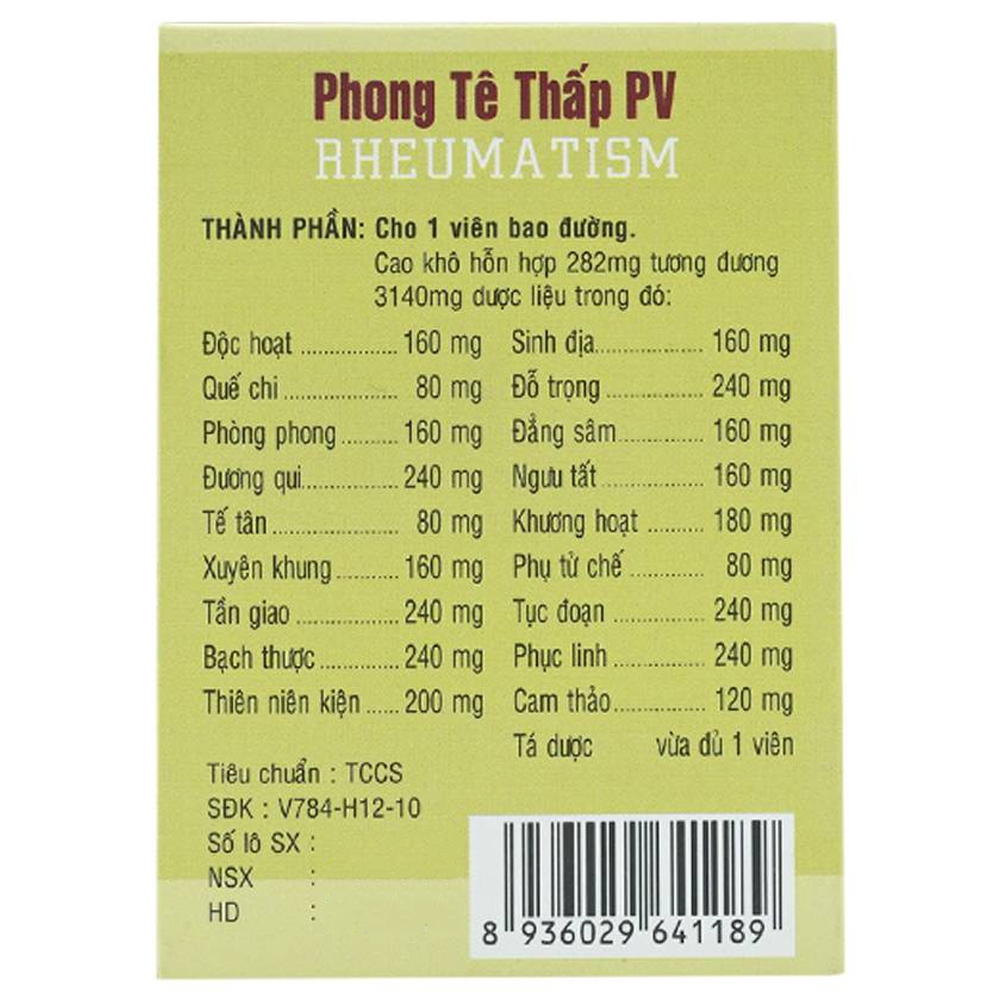 Phong Tê Thấp PV
RHEUMATISM
THÀNH PHẦN: Cho 1 viên bao đường.
Cao khô hỗn hợp 282mg tương đương
3140mg dược liệu trong đó:
Độc hoạt ............... 160 mg
Quế chi .................. 80 mg
Phòng phong ......... 160 mg
Đương qui ............... 240 mg
Tế tân .................... 80 mg
Xuyên khung .......... 160 mg
Tần giao ................ 240 mg
Bạch thược ............. 240 mg
Thiên niên kiện ...... 200 mg
Sinh địa ................. 160 mg
Đỗ trọng ............... 240 mg
Đẳng sâm .............. 160 mg
Ngưu tất ................ 160 mg
Khương hoạt ......... 180 mg
Phụ tử chế ............ 80 mg
Tục đoạn .............. 240 mg
Phục linh .............. 240 mg
Cam thảo .............. 120 mg
Tá dược vừa đủ 1 viên
Tiêu chuẩn : TCCS
SĐK : V784-H12-10
Số lô SX :
NSX :
HD :
8 936029 641189